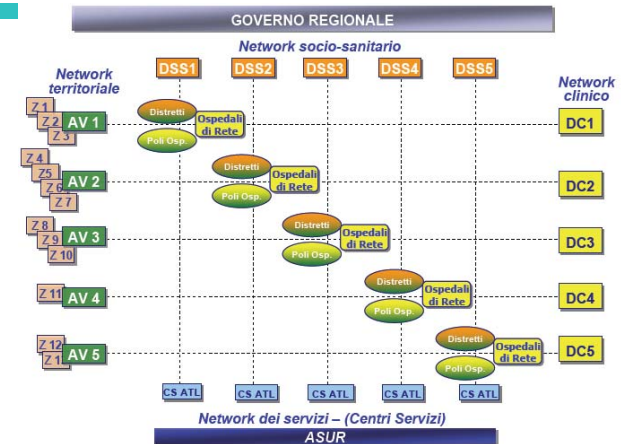 GOVERNO REGIONALE
Network socio-sanitario
Network
territoriale
DSS1
DSS2
DSS3
DSS4
DSS5
Network
clinico
Z 1
Z 2
Z 3
AV 1
Distretti
Poli Osp.
Ospedali
di Rete
DC1
Z 4
Z5
Z 6
Z 7
AV 2
Distretti
Poli Osp.
Ospedali
di Rete
DC2
Z 8
Z 9
Z 10
AV 3
Distretti
Poli Osp.
Ospedali
di Rete
DC3
Z 11
AV 4
Distretti
Poli Osp.
Ospedali
di Rete
DC4
Z 12
AV 5
Distretti
Poli Osp.
Ospedali
di Rete
DC5
CS ATL
CS ATL
CS ATL
CS ATL
CS ATL
Network dei servizi – (Centri Servizi)
ASUR